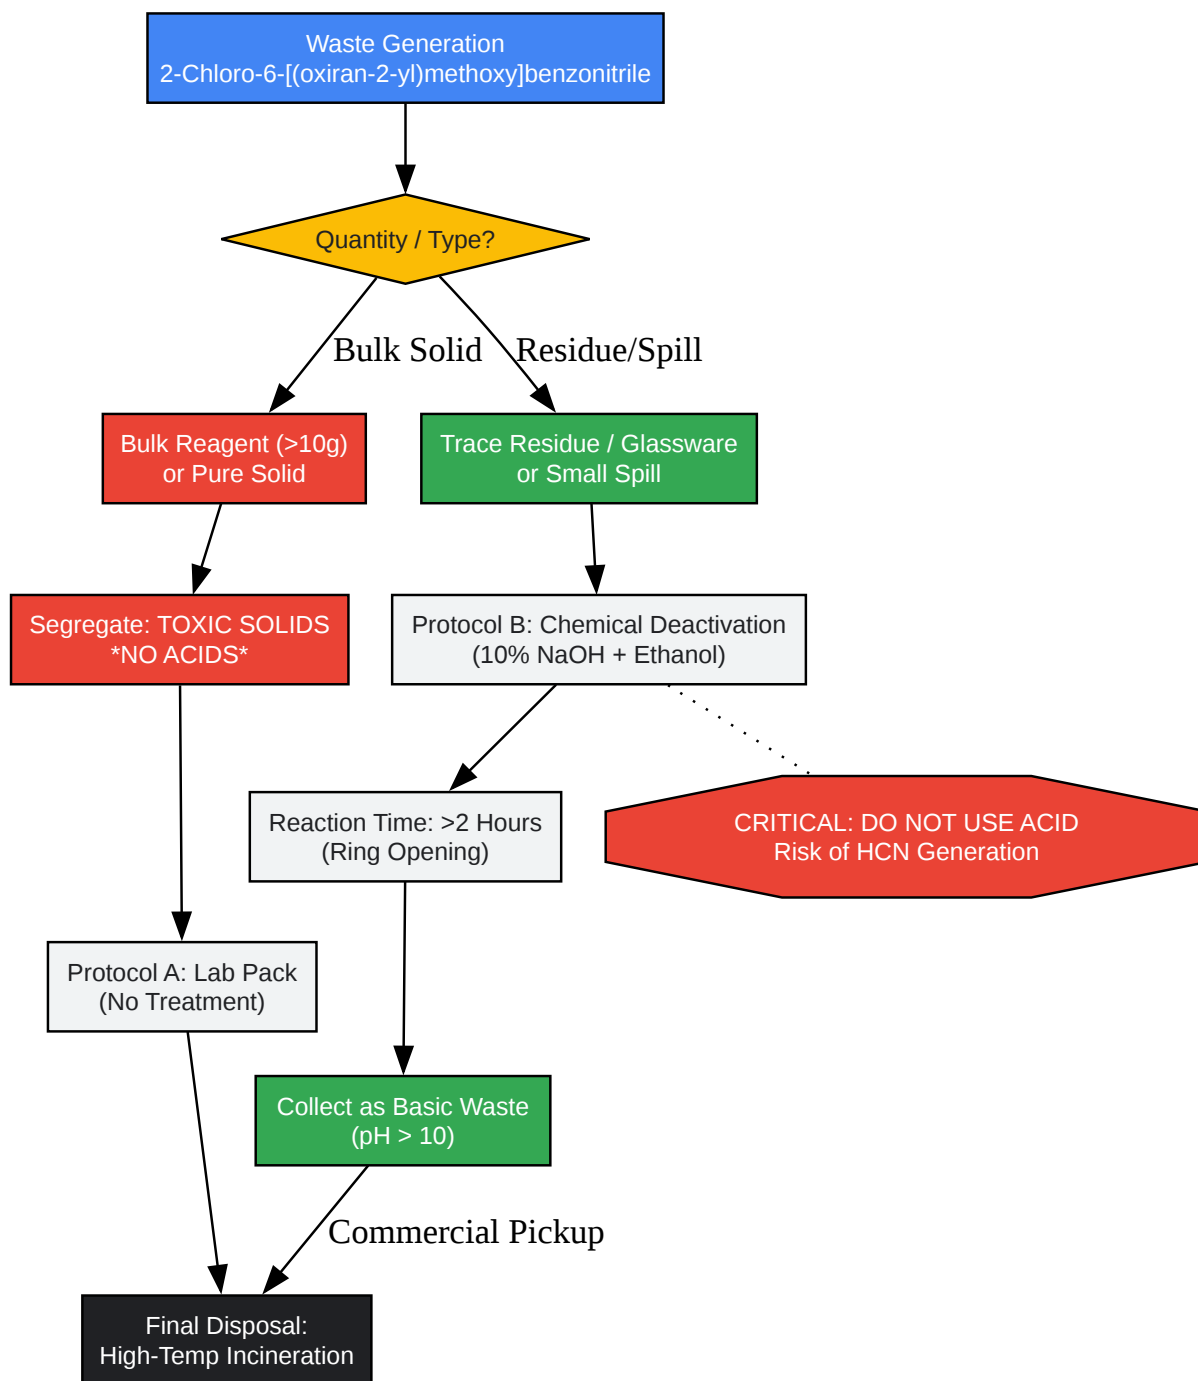 Waste Generation
2-Chloro-6-[(oxiran-2-yl)methoxy]benzonitrile
Quantity / Type?
Bulk Solid
Residue/Spill
Bulk Reagent (>10g)
or Pure Solid
Trace Residue / Glassware
or Small Spill
Segregate: TOXIC SOLIDS
*NO ACIDS*
Protocol B: Chemical Deactivation
(10% NaOH + Ethanol)
Reaction Time: >2 Hours
(Ring Opening)
CRITICAL: DO NOT USE ACID
Risk of HCN Generation
Protocol A: Lab Pack
(No Treatment)
Collect as Basic Waste
(pH > 10)
Commercial Pickup
Final Disposal:
High-Temp Incineration